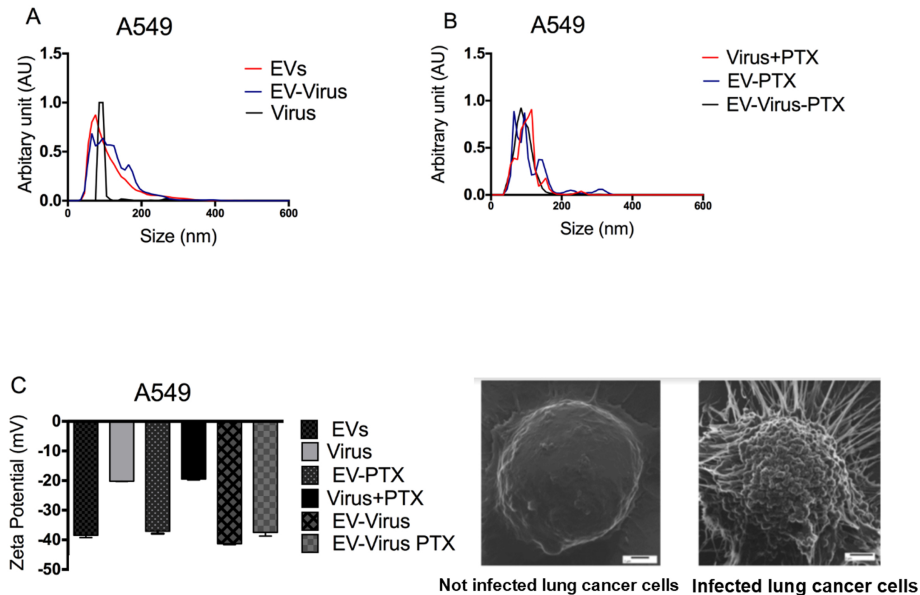 A
A549
Arbitary unit (AU)
1.5
1.0
0.5
0.0
0
200
400
600
Size (nm)
EVs
EV-Virus
Virus
B
A549
Arbitrary unit (AU)
1.5
1.0
0.5
0.0
0
200
400
600
Size (nm)
Virus+PTX
EV-PTX
EV-Virus-PTX
C
A549
Zeta Potential (mV)
0
-10
-20
-30
-40
-50
EVs
Virus
EV-PTX
Virus+PTX
EV-Virus
EV-Virus PTX
Not infected lung cancer cells
Infected lung cancer cells